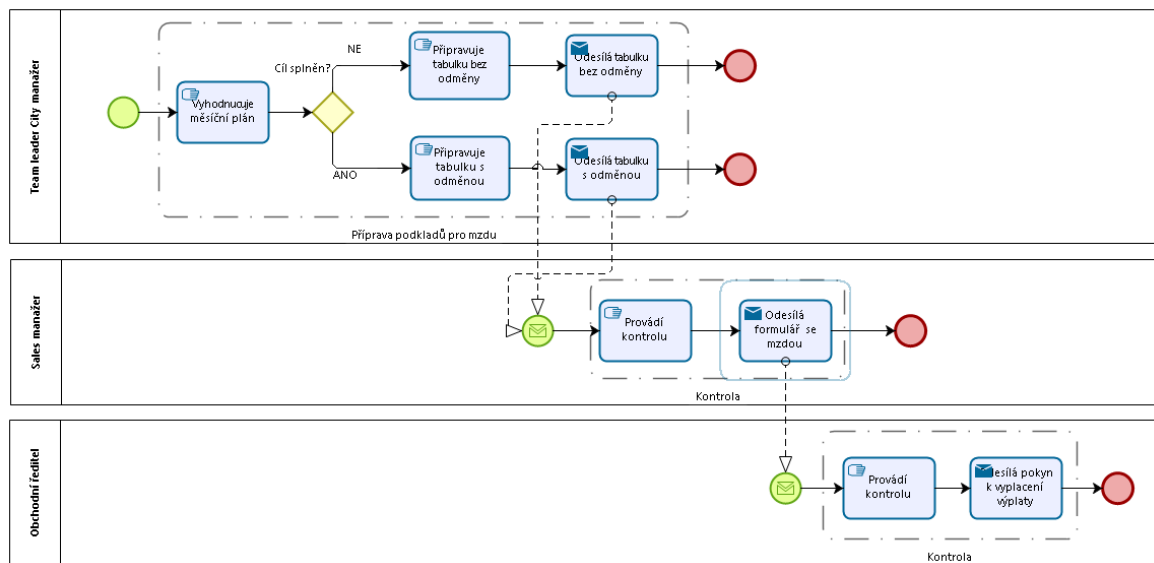 Team leader City manažer
Cíl splněn?
NE
ANO
Vyhodnucuje
měsíční plán
Připravuje
tabulku bez
odměny
Odesílá tabulku
bez odměny
Připravuje
tabulku s
odměnou
Odesílá tabulku
s odměnou
Příprava podkladů pro mzdu
Sales manažer
Provádí
kontrolu
Odesílá
formulář se
mzdou
Kontrola
Obchodní ředitel
Provádí
kontrolu
pokyn
k vyplacení
výplaty
Kontrola